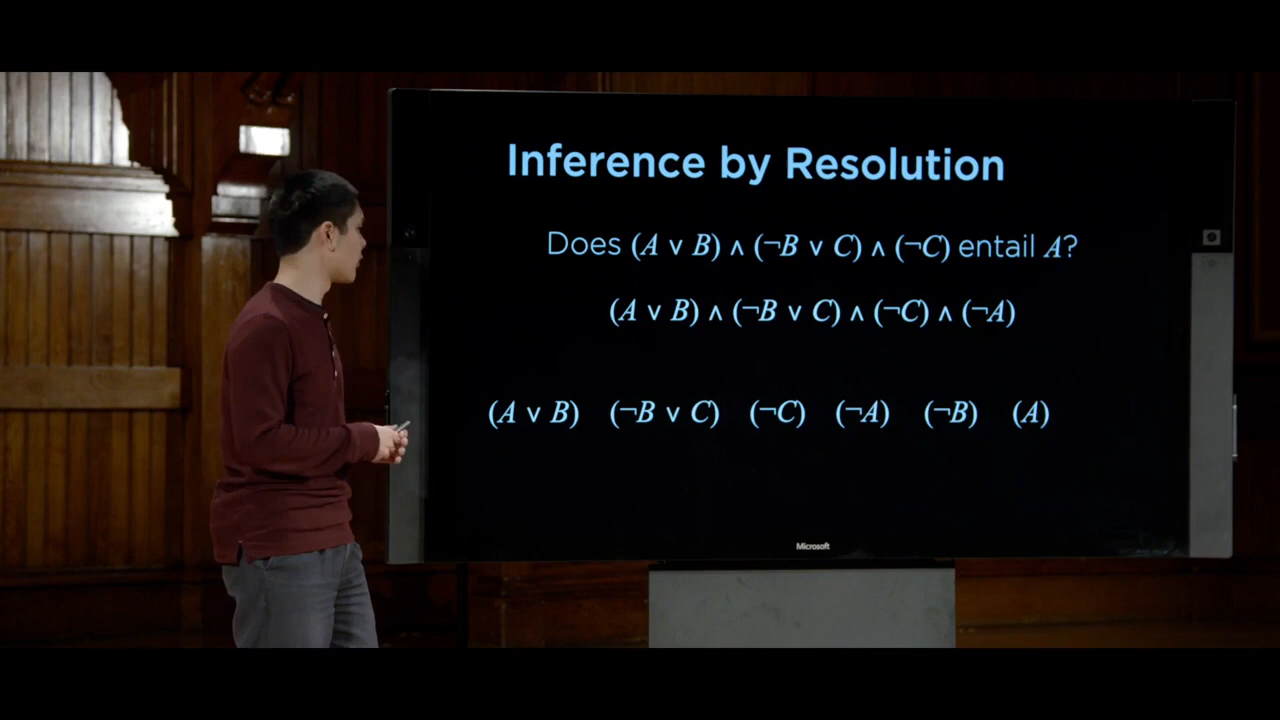 Inference by Resolution
Does (A ∨ B) ∧ (¬B ∨ C) ∧ (¬C) entail A?
(A ∨ B) ∧ (¬B ∨ C) ∧ (¬C) ∧ (¬A)
(A ∨ B) (¬B ∨ C) (¬C) (¬A) (¬B) (A)
Microsoft